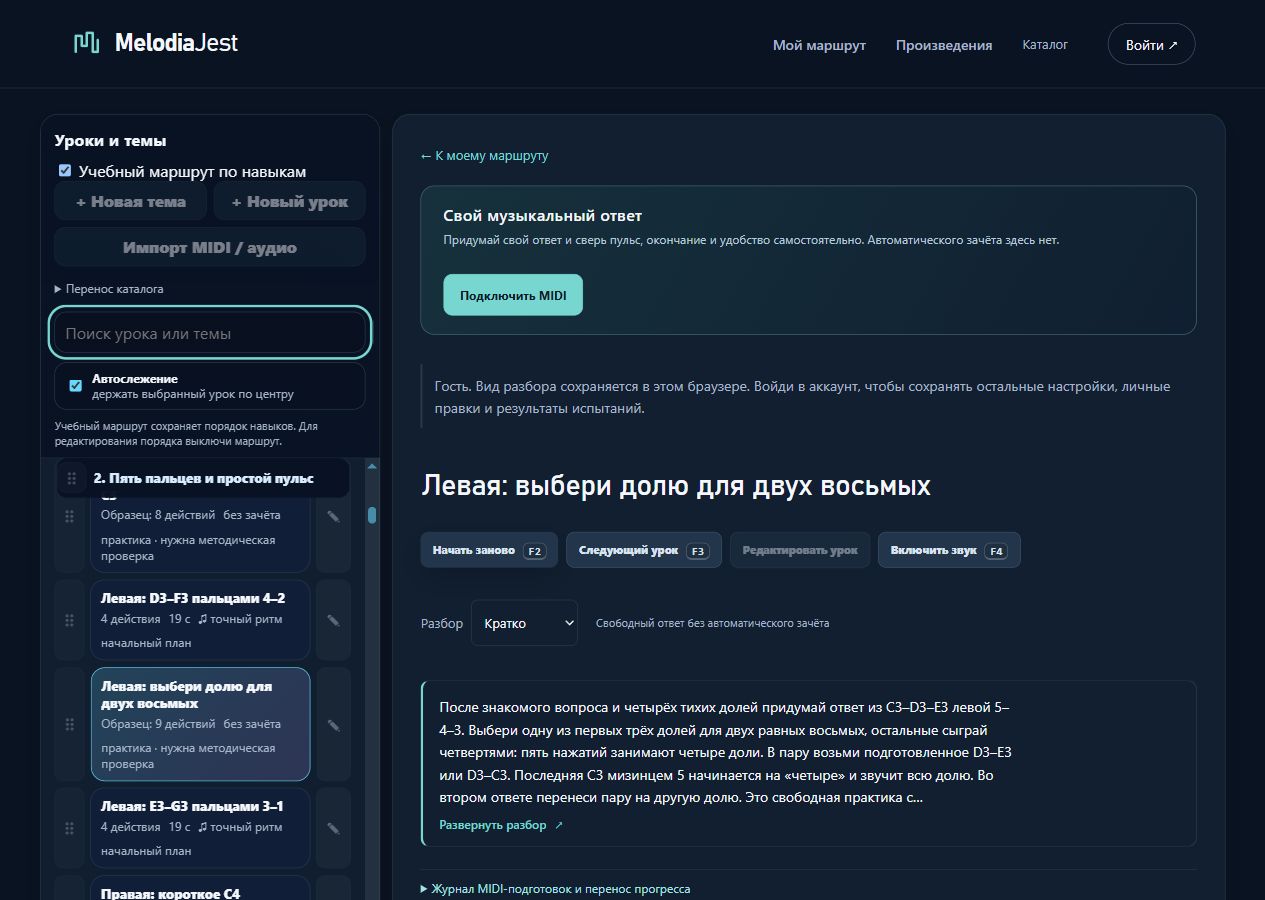 MelodiaJest
Мой маршрут
Произведения
Каталог
Войти ↗
Уроки и темы
Учебный маршрут по навыкам
+ Новая тема
+ Новый урок
Импорт MIDI / аудио
▶ Перенос каталога
Поиск урока или темы
Автослежение
держать выбранный урок по центру
Учебный маршрут сохраняет порядок навыков. Для
редактирования порядка выключи маршрут.
2. Пять пальцев и простой пульс
Образец: 8 действий без зачёта
практика · нужна методическая
проверка
Левая: D3–F3 пальцами 4–2
4 действия 19 с ♫ точный ритм
начальный план
Левая: выбери долю для
двух восьмых
Образец: 9 действий без зачёта
практика · нужна методическая
проверка
Левая: E3–G3 пальцами 3–1
4 действия 19 с ♫ точный ритм
начальный план
Правая: короткое C4
← К моему маршруту
Свой музыкальный ответ
Придумай свой ответ и сверь пульс, окончание и удобство самостоятельно. Автоматического зачёта здесь нет.
Подключить MIDI
Гость. Вид разбора сохраняется в этом браузере. Войди в аккаунт, чтобы сохранять остальные настройки, личные
правки и результаты испытаний.
Левая: выбери долю для двух восьмых
Начать заново F2
Следующий урок F3
Редактировать урок
Включить звук F4
Разбор
Кратко
Свободный ответ без автоматического зачёта
После знакомого вопроса и четырёх тихих долей придумай ответ из C3–D3–E3 левой 5–
4–3. Выбери одну из первых трёх долей для двух равных восьмых, остальные сыграй
четвертями: пять нажатий занимают четыре доли. В пару возьми подготовленное D3–E3
или D3–C3. Последняя C3 мизинцем 5 начинается на «четыре» и звучит всю долю. Во
втором ответе перенеси пару на другую долю. Это свободная практика с...
Развернуть разбор ↗
▶ Журнал MIDI-подготовок и перенос прогресса